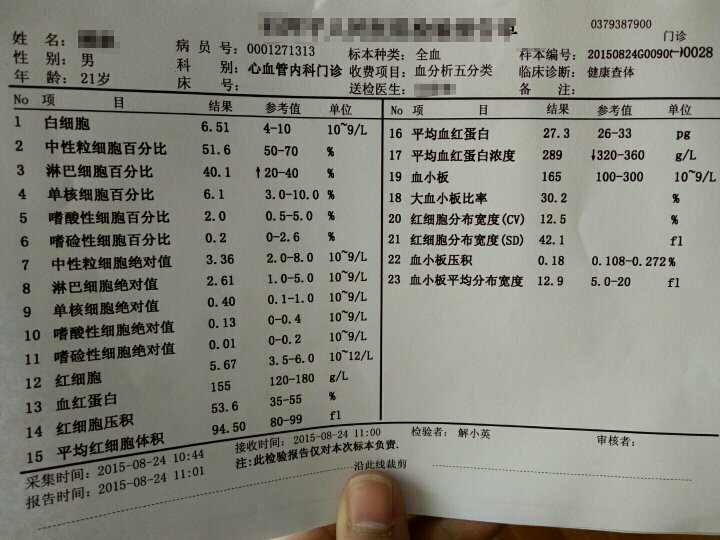 0379387900
姓 名：
病 员 号：0001271313
标本种类：全血
样本编号：20150824G0090(-)0028
门诊
性 别：男
科 别：心血管内科门诊
收费项目：血分析五分类
临床诊断：健康查体
年 龄：21岁
床 号：
送检医生：
备 注：
No 项 目 结果 参考值 单位
1 白细胞 6.51 4-10 10~9/L
2 中性粒细胞百分比 51.6 50-70 %
3 淋巴细胞百分比 40.1 ↑20-40 %
4 单核细胞百分比 6.1 3.0-10.0 %
5 嗜酸性细胞百分比 2.0 0.5-5.0 %
6 嗜硷性细胞百分比 0.2 0-2.6 %
7 中性粒细胞绝对值 3.36 2.0-8.0 10~9/L
8 淋巴细胞绝对值 2.61 1.0-5.0 10~9/L
9 单核细胞绝对值 0.40 0.1-1.0 10~9/L
10 嗜酸性细胞绝对值 0.13 0-0.4 10~9/L
11 嗜硷性细胞绝对值 0.01 0-0.2 10~9/L
12 红细胞 5.67 3.5-6.0 10~12/L
13 血红蛋白 155 120-180 g/L
14 红细胞压积 53.6 35-55 %
15 平均红细胞体积 94.50 80-99 fl
No 项 目 结果 参考值 单位
16 平均血红蛋白 27.3 26-33 pg
17 平均血红蛋白浓度 289 ↓320-360 g/L
19 血小板 165 100-300 10~9/L
18 大血小板比率 30.2 %
20 红细胞分布宽度(CV) 12.5 %
21 红细胞分布宽度(SD) 42.1 fl
22 血小板压积 0.18 0.108-0.272 %
23 血小板平均分布宽度 12.9 5.0-20 fl
采集时间：2015-08-24 10:44
接收时间：2015-08-24 11:00
检验者：解小英
审核者：
报告时间：2015-08-24 11:01
注：此检验报告仅对本次标本负责.
沿此线裁剪